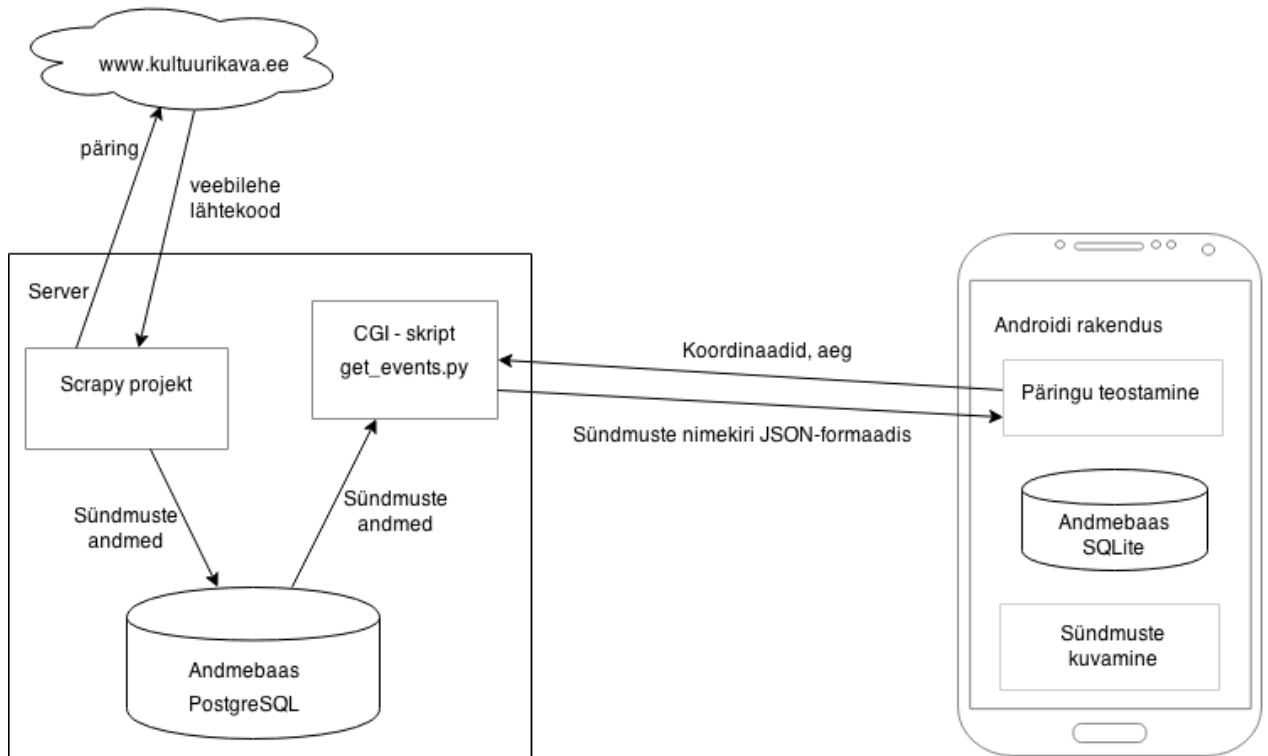 www.kultuurikava.ee
päring
veebilehe
lähtekood
Server
Scrapy projekt
CGI - skript
get_events.py
Sündmuste
andmed
Sündmuste
andmed
Andmebaas
PostgreSQL
Koordinaadid, aeg
Sündmuste nimekiri JSON-formaadis
Androidi rakendus
Päringu teostamine
Andmebaas
SQLite
Sündmuste
kuvamine